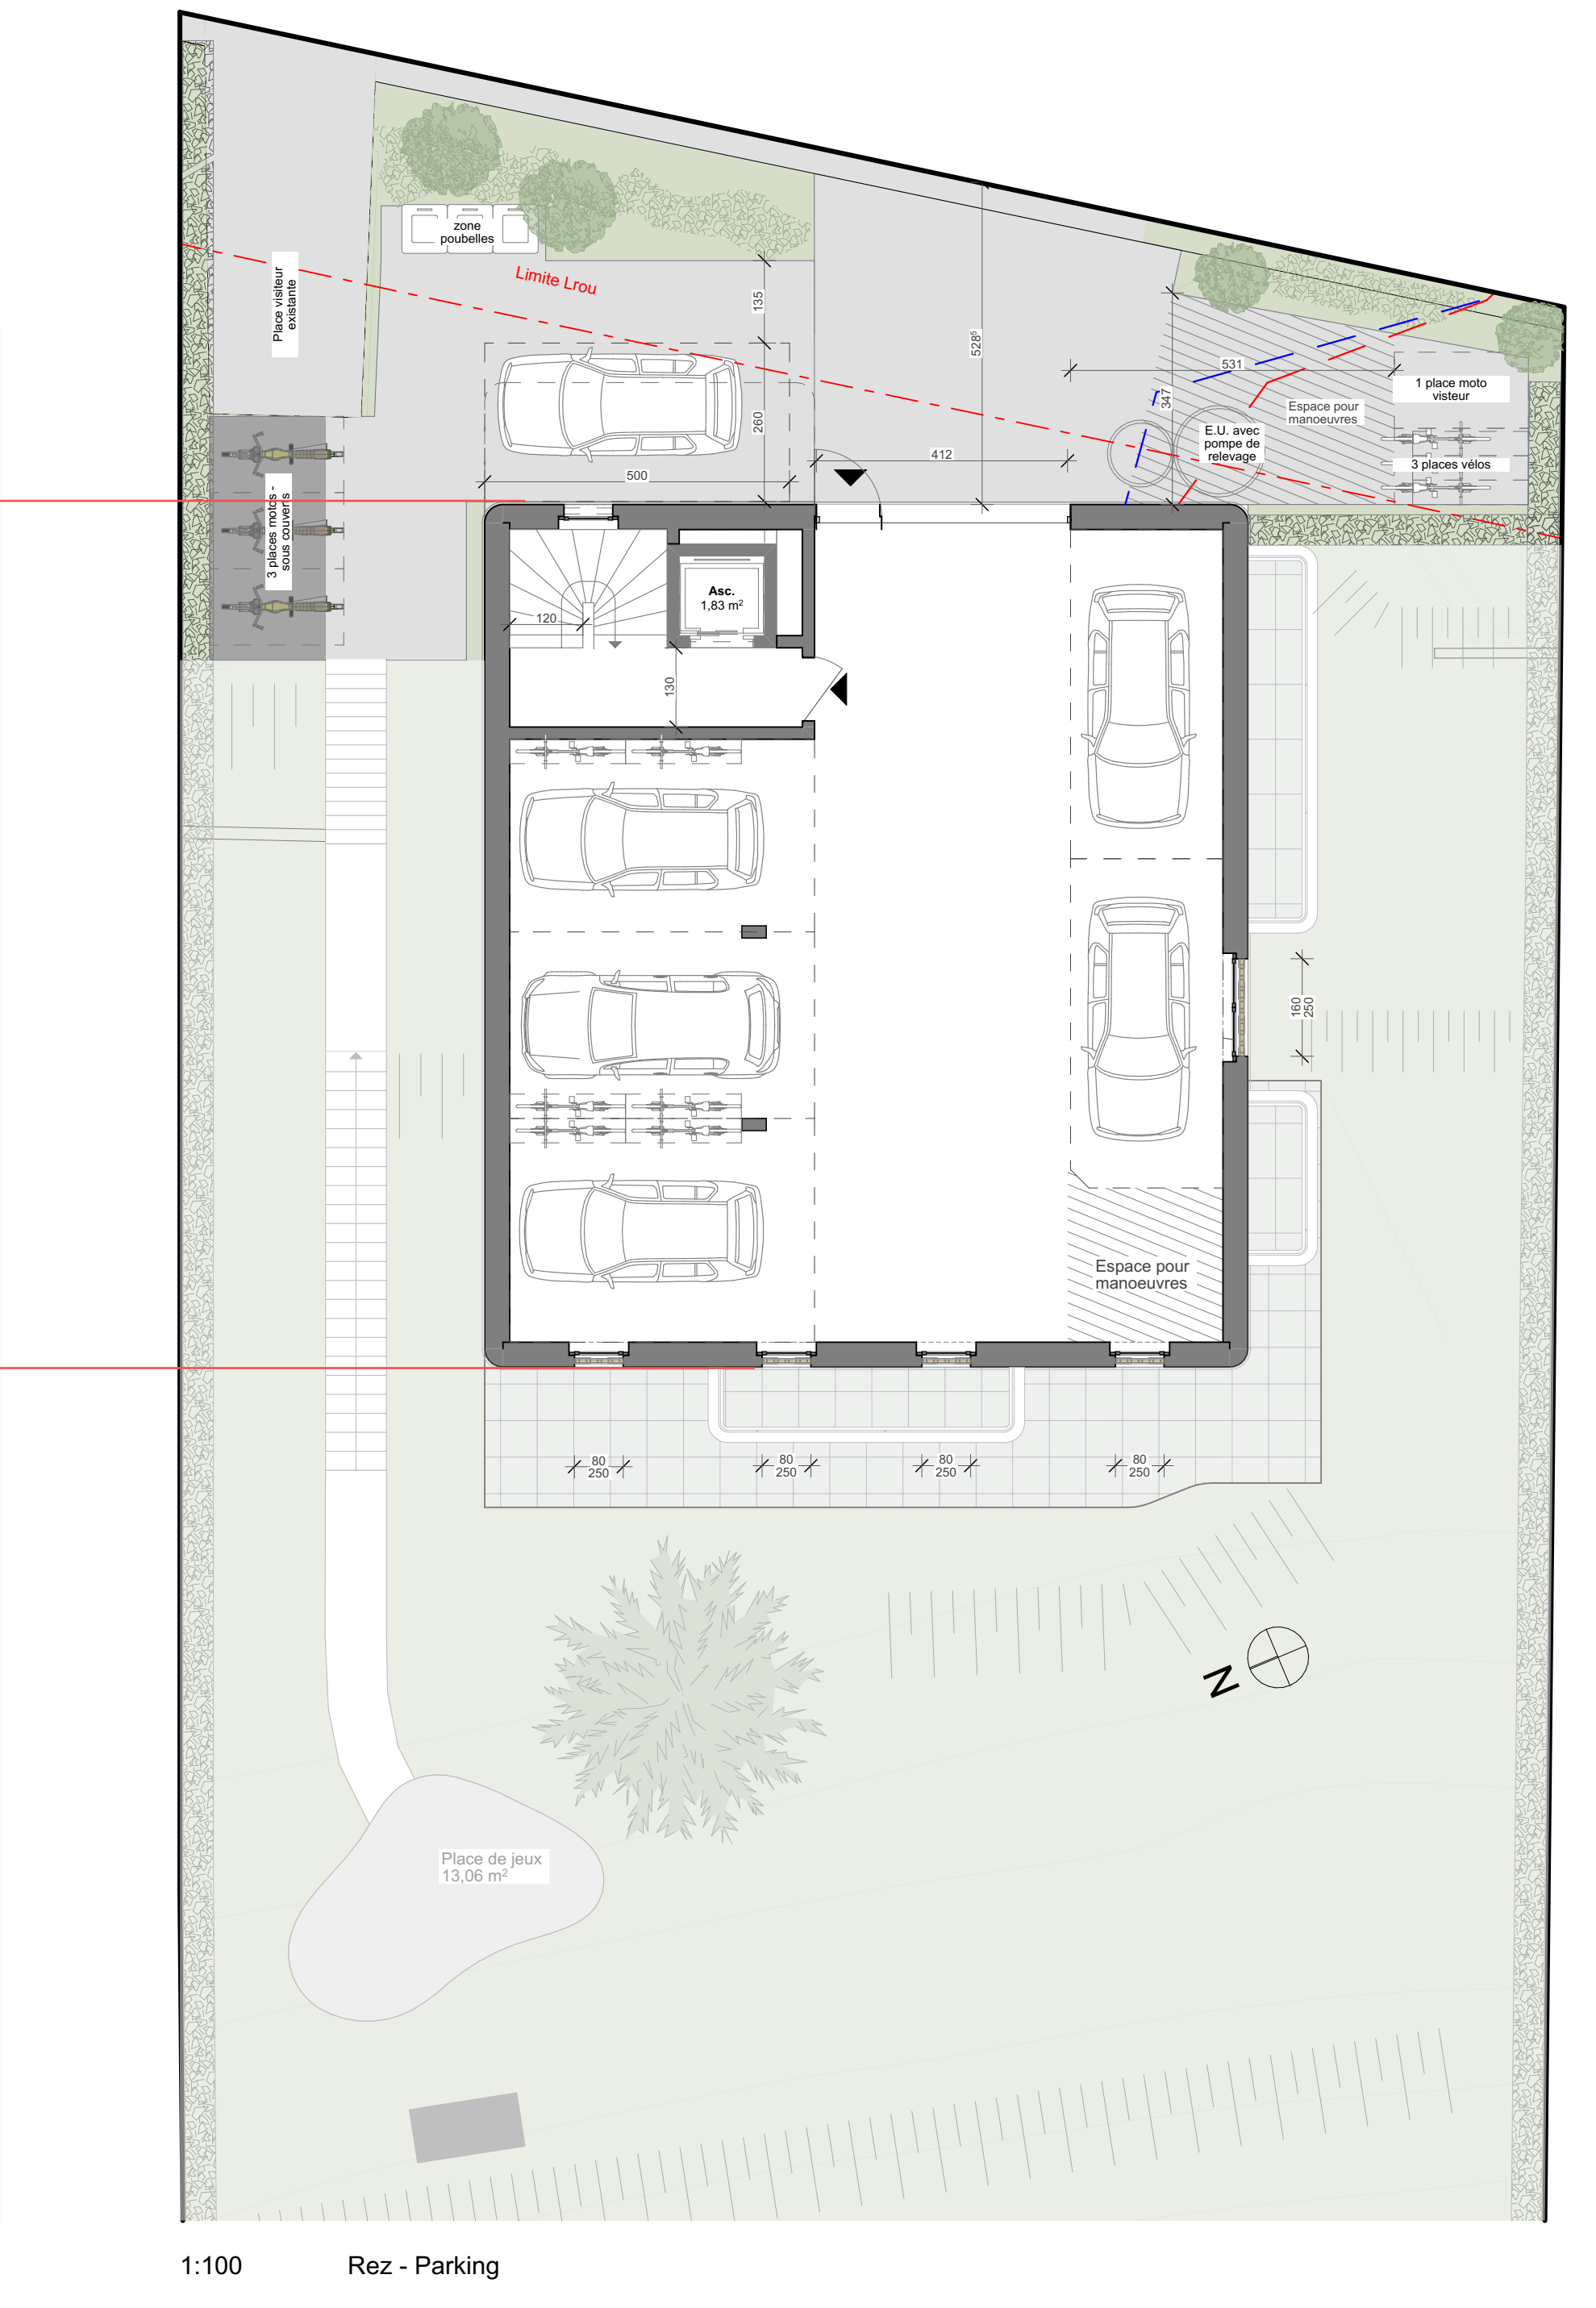 zone
poubelles
Limite Lrou
Place visiteur
existante
135
528⁵
531
347
1 place moto
visteur
Espace pour
manoeuvres
E.U. avec
pompe de
relevage
3 places vélos
260
412
500
3 places motos -
sous couverts
Asc.
1,83 m²
120
130
160
250
Espace pour
manoeuvres
80
250
80
250
80
250
80
250
N
Place de jeux
13,06 m²
1:100
Rez - Parking